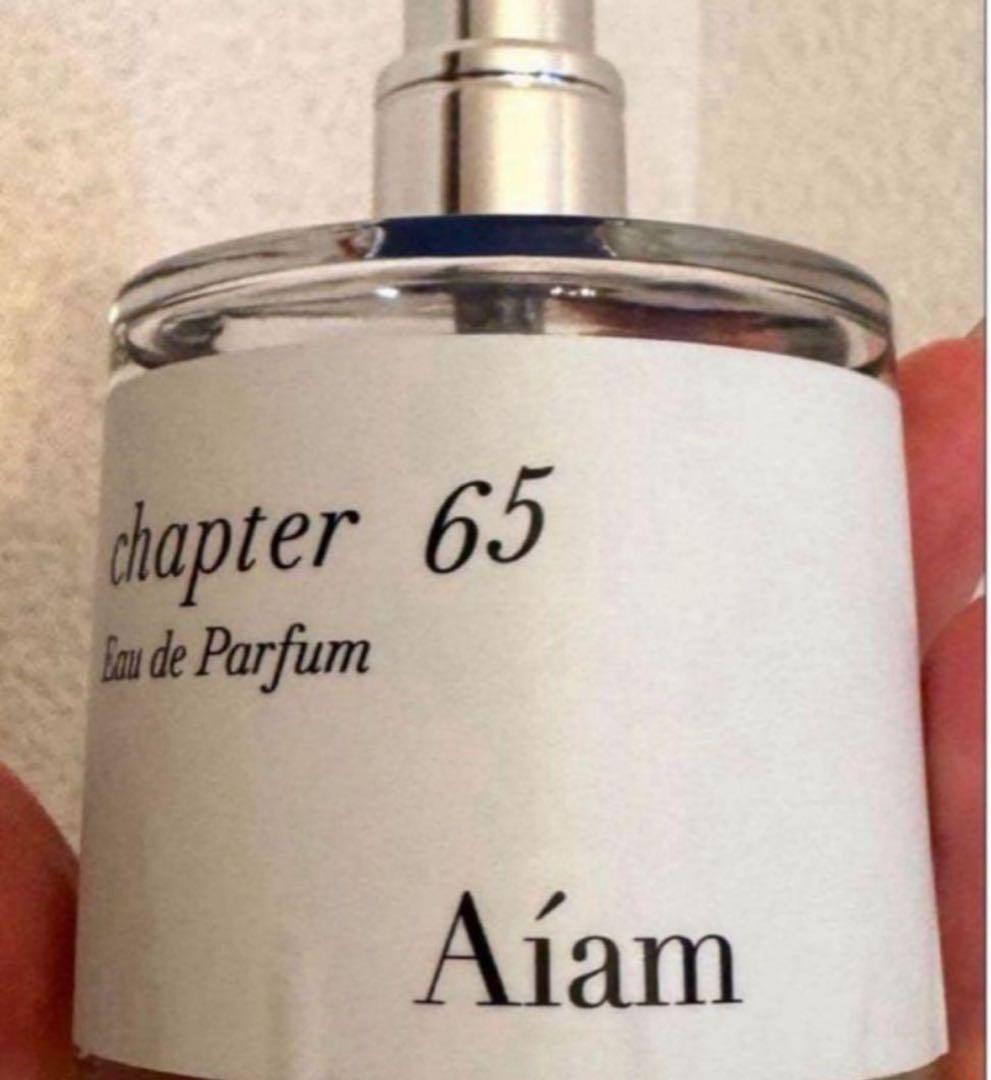 chapter 65
Eau de Parfum
Aíam